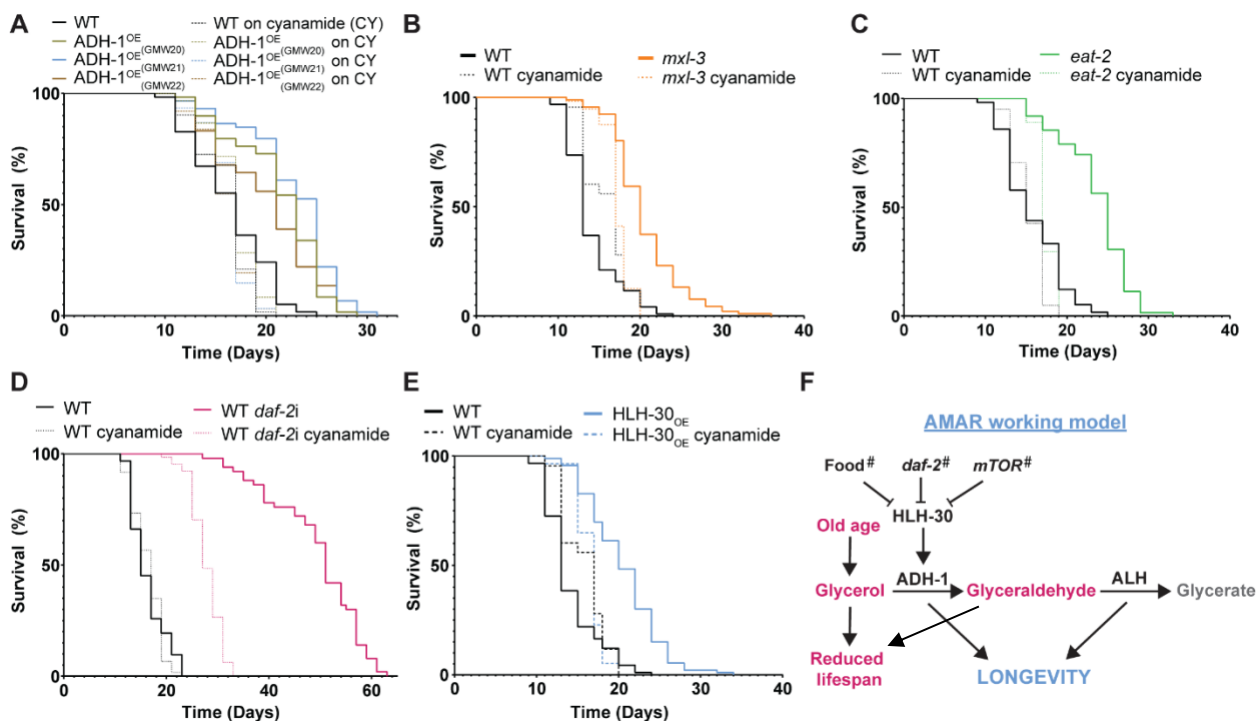 A
WT
WT on cyanamide (CY)
ADH-1OE(GMW20)
ADH-1OE(GMW20) on CY
ADH-1OE(GMW21)
ADH-1OE(GMW21) on CY
ADH-1OE(GMW22)
ADH-1OE(GMW22) on CY
100
50
0
Survival (%)
0 10 20 30
Time (Days)
B
WT
mxl-3
WT cyanamide
mxl-3 cyanamide
100
50
0
Survival (%)
0 10 20 30 40
Time (Days)
C
WT
eat-2
WT cyanamide
eat-2 cyanamide
100
50
0
Survival (%)
0 10 20 30 40
Time (Days)
D
WT
WT daf-2i
WT cyanamide
WT daf-2i cyanamide
100
50
0
Survival (%)
0 20 40 60
Time (Days)
E
WT
HLH-30OE
WT cyanamide
HLH-30OE cyanamide
100
50
0
Survival (%)
0 10 20 30 40
Time (Days)
F
AMAR working model
Food# daf-2# mTOR#
HLH-30
Old age
Glycerol ADH-1 Glyceraldehyde ALH Glycerate
Reduced
lifespan
LONGEVITY